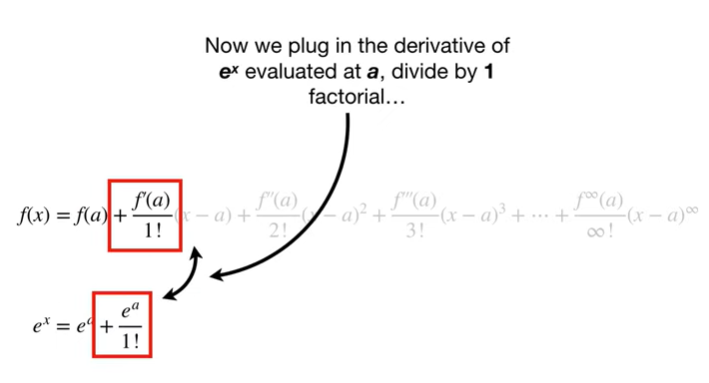 Now we plug in the derivative of
eˣ evaluated at a, divide by 1
factorial…
f(x) = f(a) + f'(a)/1! (x − a) + f''(a)/2! (x − a)² + f'''(a)/3! (x − a)³ + ⋯ + f^∞(a)/∞! (x − a)^∞
eˣ = eᵃ + eᵃ/1!